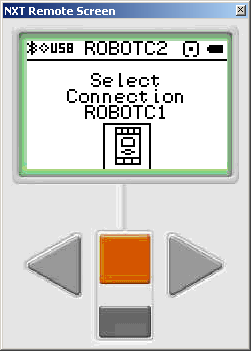 NXT Remote Screen
USB ROBOTC2
Select
Connection
ROBOTC1